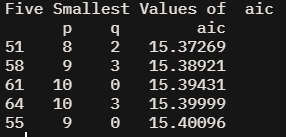 Five Smallest Values of  aic
p q aic
51 8 2 15.37269
58 9 3 15.38921
61 10 0 15.39431
64 10 3 15.39999
55 9 0 15.40096